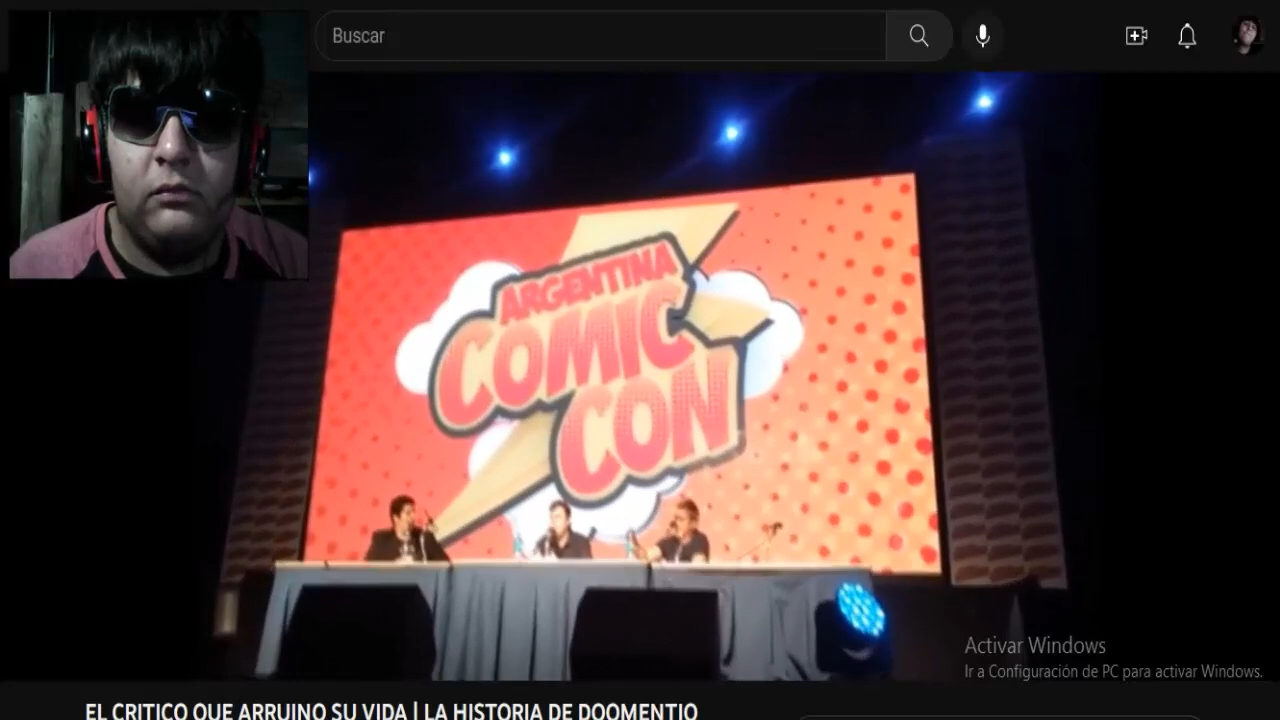 Buscar
ARGENTINA
COMIC
CON
Activar Windows
Ir a Configuración de PC para activar Windows.
EL CRITICO QUE ARRUINO SU VIDA | LA HISTORIA DE DOOMENTIO